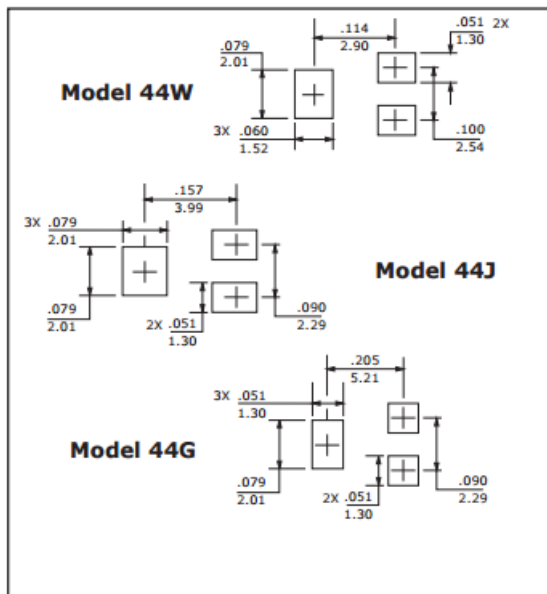 .114
2.90
.051 2X
1.30
.079
2.01
Model 44W
3X .060
1.52
.100
2.54
.157
3.99
3X .079
2.01
Model 44J
.079
2.01
2X .051
1.30
.090
2.29
.205
5.21
3X .051
1.30
Model 44G
.079
2.01
2X .051
1.30
.090
2.29